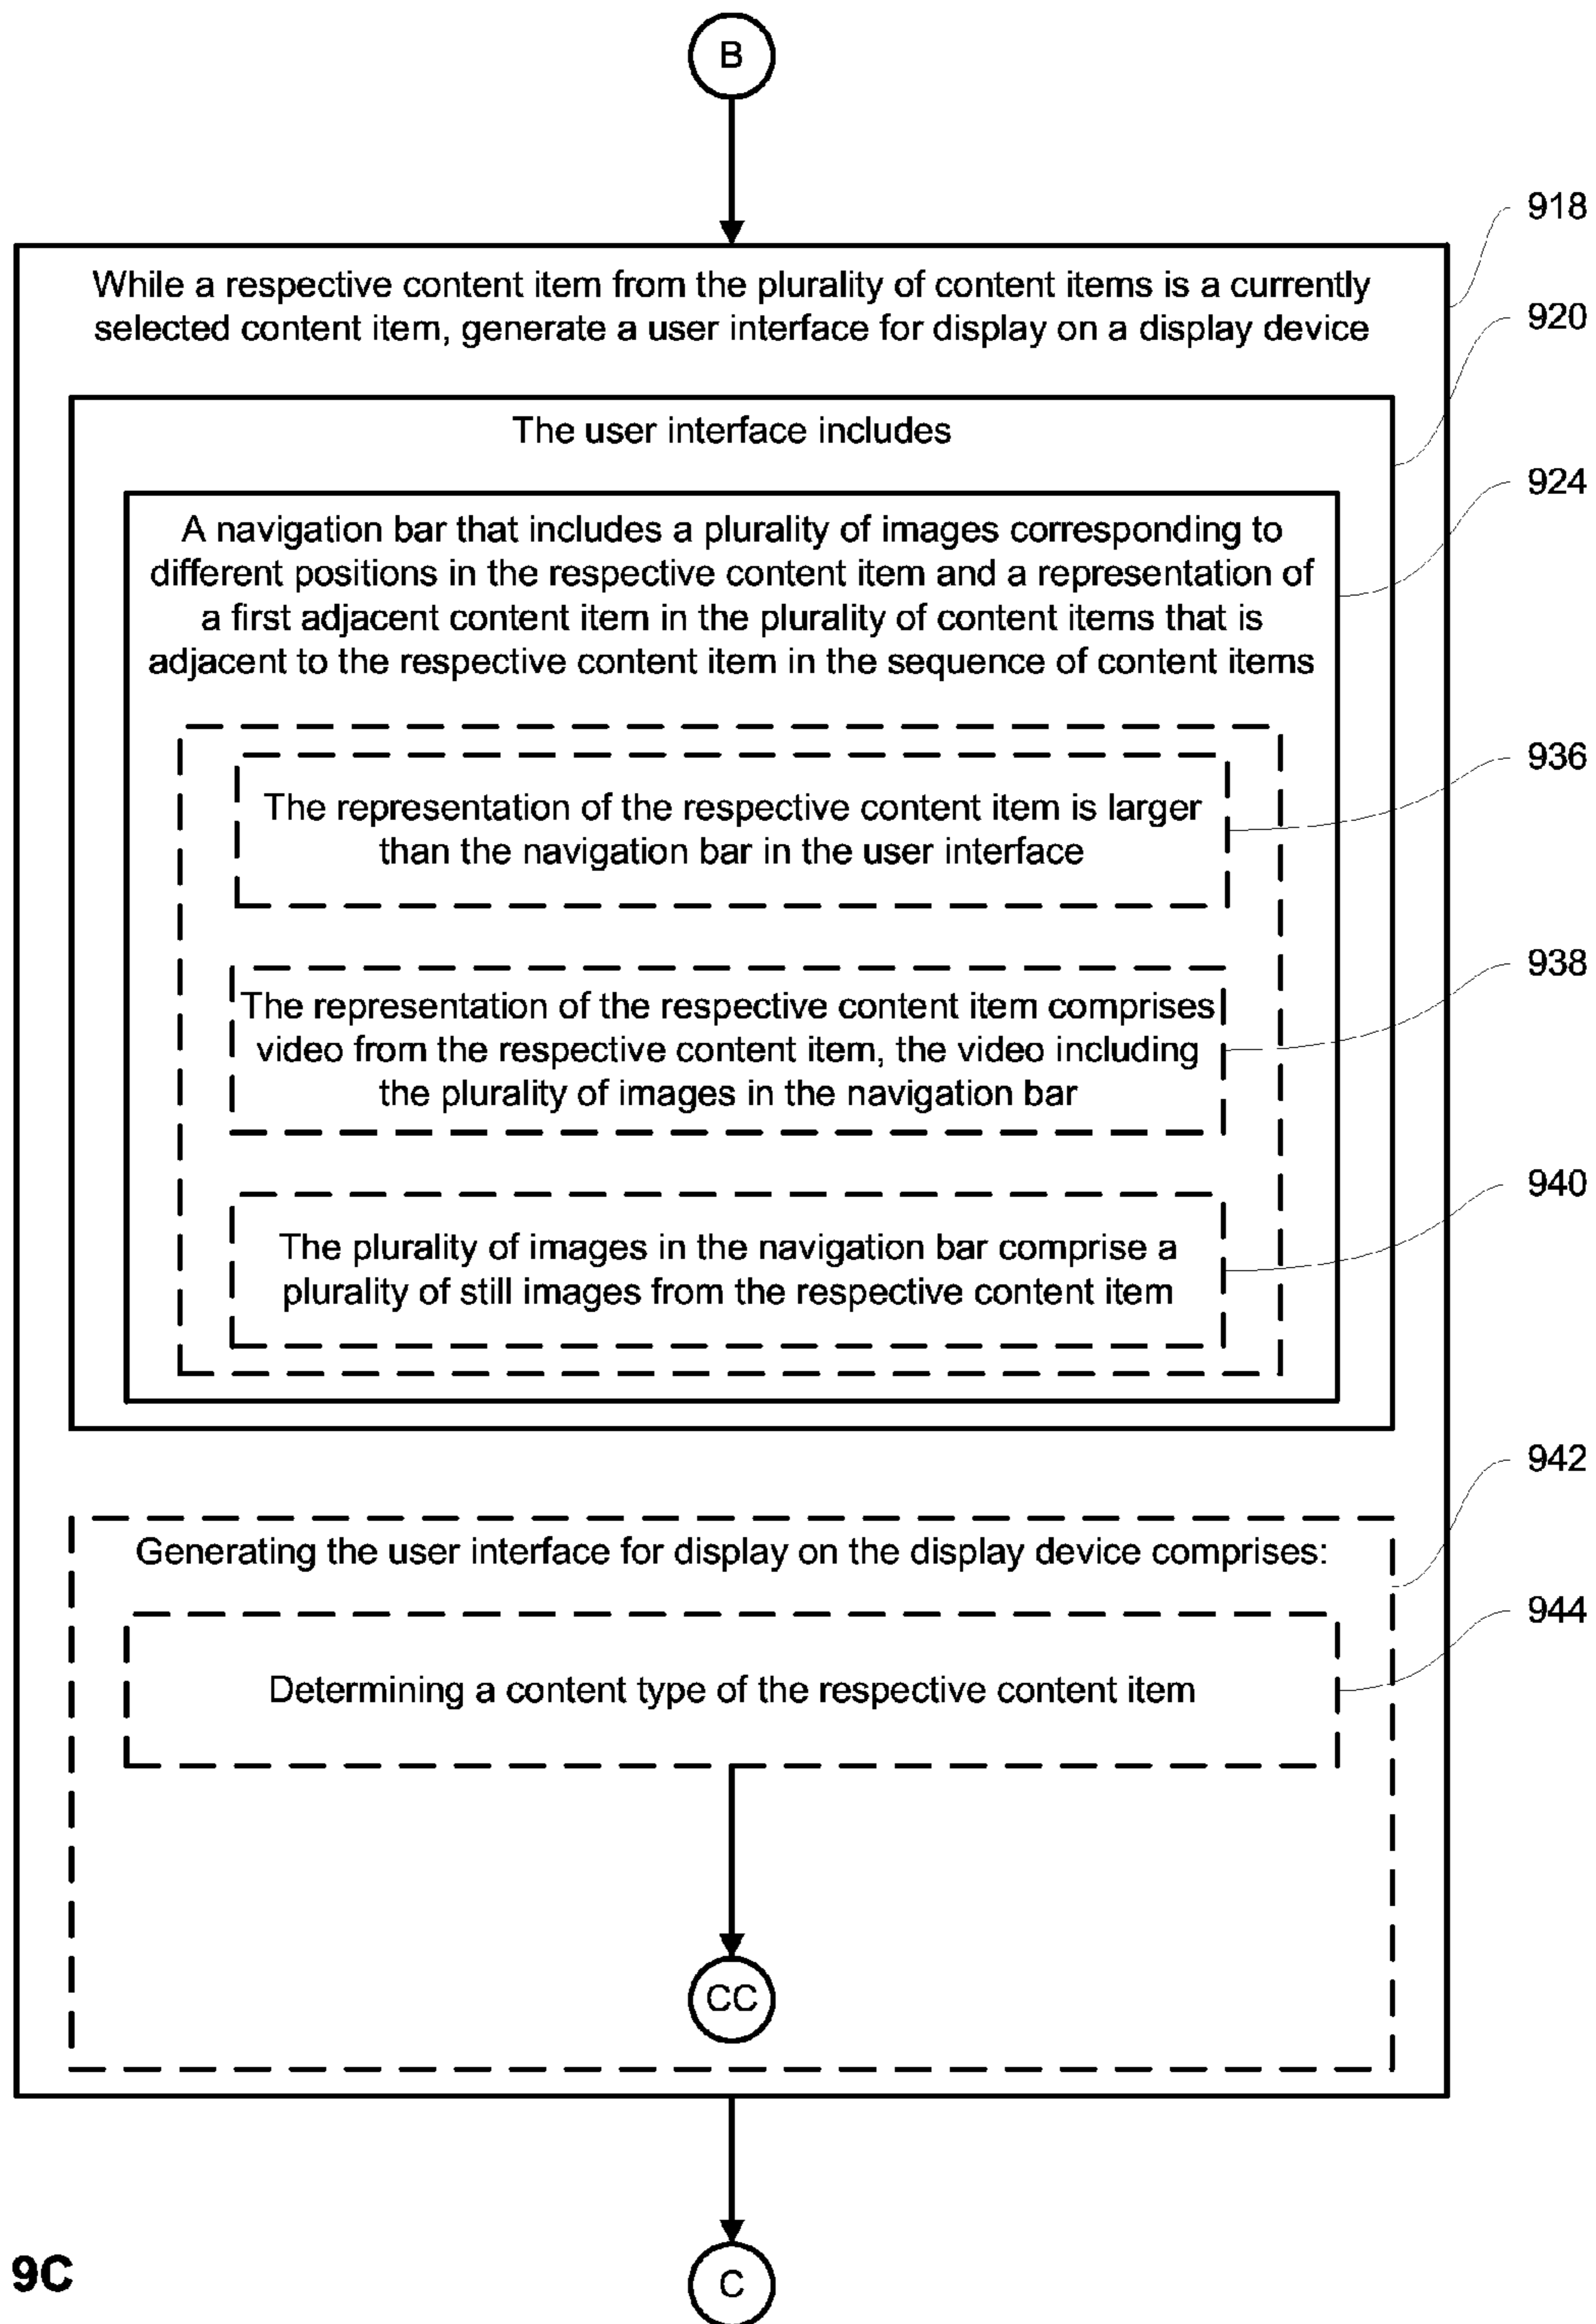 B
918
While a respective content item from the plurality of content items is a currently
selected content item, generate a user interface for display on a display device
920
The user interface includes
924
A navigation bar that includes a plurality of images corresponding to
different positions in the respective content item and a representation of
a first adjacent content item in the plurality of content items that is
adjacent to the respective content item in the sequence of content items
936
The representation of the respective content item is larger
than the navigation bar in the user interface
938
The representation of the respective content item comprises
video from the respective content item, the video including
the plurality of images in the navigation bar
940
The plurality of images in the navigation bar comprise a
plurality of still images from the respective content item
942
Generating the user interface for display on the display device comprises:
944
Determining a content type of the respective content item
CC
9C
C